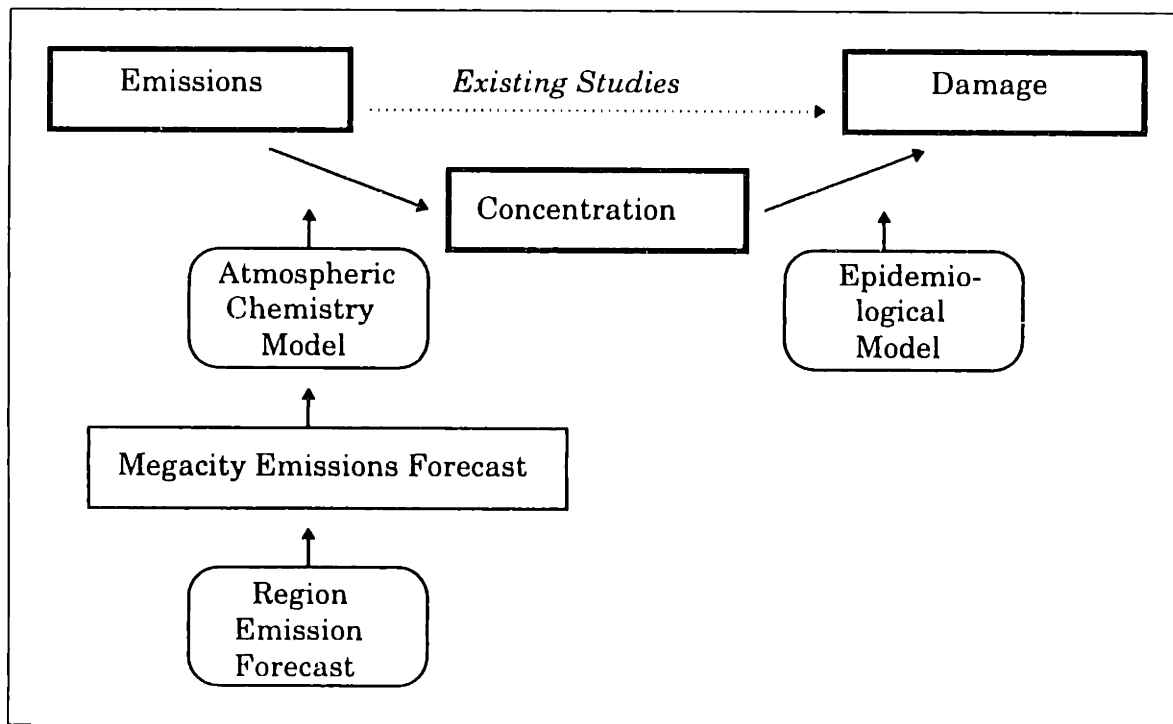 Emissions
Existing Studies
Damage
Concentration
Atmospheric
Chemistry
Model
Epidemio-
logical
Model
Megacity Emissions Forecast
Region
Emission
Forecast